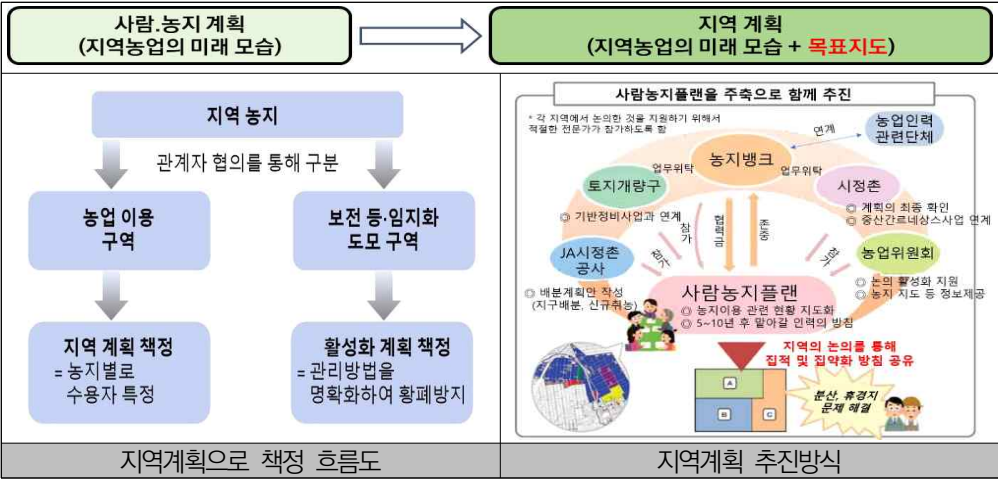 사람.농지 계획
(지역농업의 미래 모습)
지역 계획
(지역농업의 미래 모습 + 목표지도)
지역 농지
관계자 협의를 통해 구분
농업 이용
구역
보전 등·임지화
도모 구역
지역 계획 책정
= 농지별로
수용자 특정
활성화 계획 책정
= 관리방법을
명확화하여 황폐방지
사람농지플랜을 주축으로 함께 추진
* 각 지역에서 논의한 것을 지원하기 위해서
적절한 전문가가 참가하도록 함
연계
농업인력
관련단체
농지뱅크
업무위탁
업무위탁
토지개량구
◎ 기반정비사업과 연계
시정촌
◎ 계획의 최종 확인
◎ 중산간르네상스사업 연계
참가
협력금
존중
JA시정촌
공사
◎ 배분계획안 작성
(지구배분, 신규취농)
참가
참가
농업위원회
◎ 논의 활성화 지원
◎ 농지 지도 등 정보제공
사람농지플랜
◎ 농지이용 관련 현황 지도화
◎ 5~10년 후 맡아갈 인력의 방침
지역의 논의를 통해
집적 및 집약화 방침 공유
A
B
C
분산, 휴경지
문제 해결
지역계획으로 책정 흐름도
지역계획 추진방식